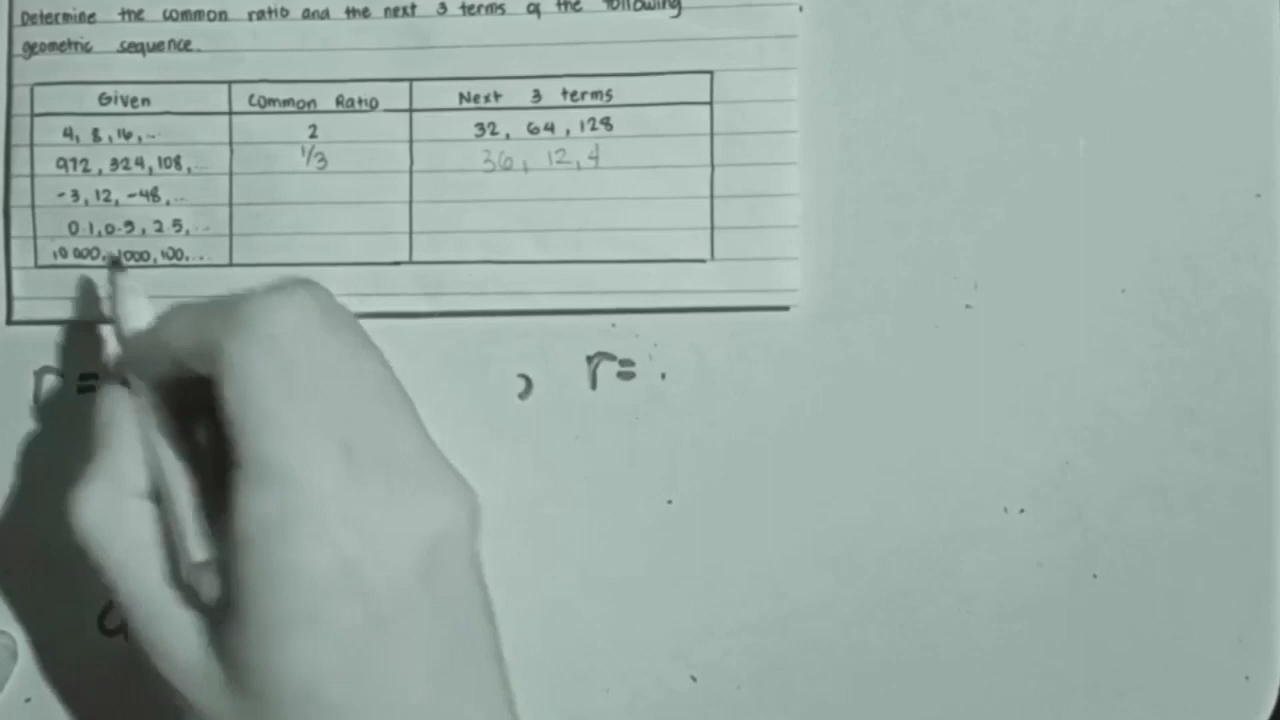 Determine the common ratio and the next 3 terms of the following
geometric sequence.
Given Common Ratio Next 3 terms
4, 8, 16, ... 2 32, 64, 128
972, 324, 108, ... 1/3 36, 12, 4
-3, 12, -48, ...
0.1, 0.5, 2.5, ...
10 000, 1000, 100, ...
, r=